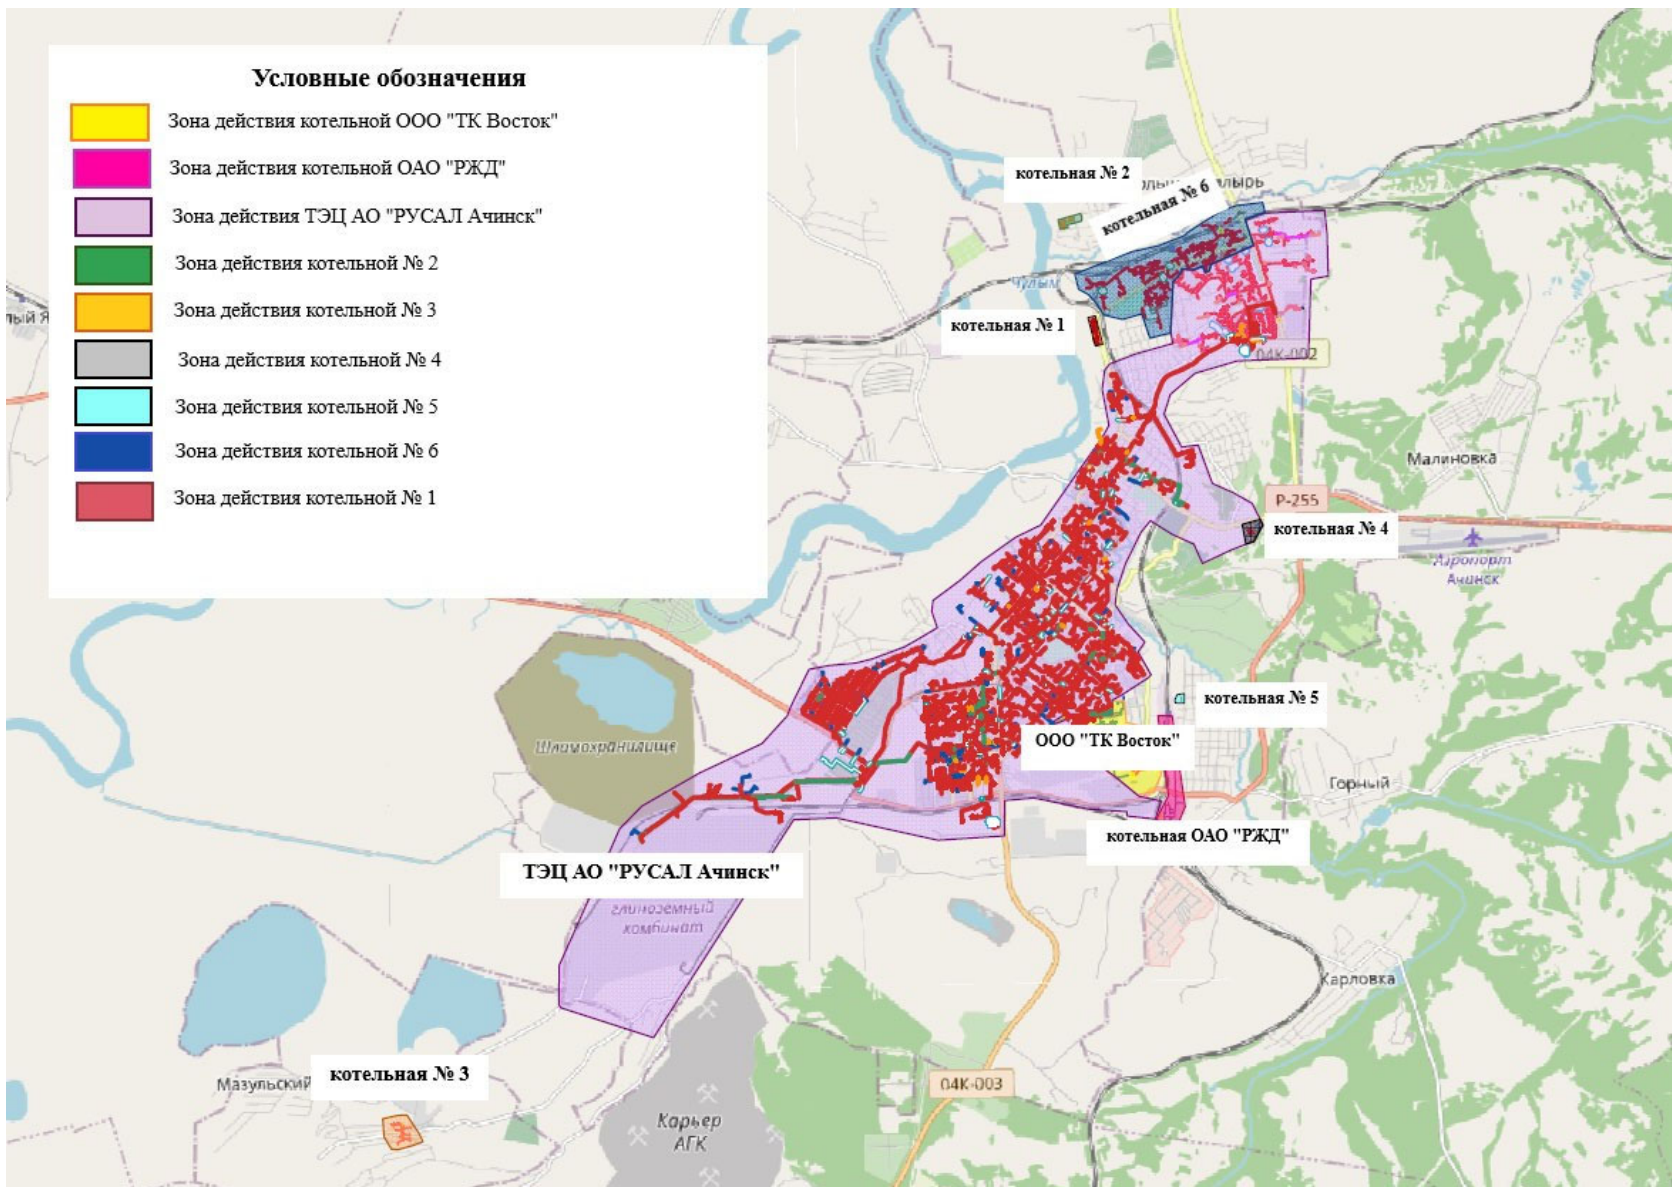 Условные обозначения
Зона действия котельной ООО "ТК Восток"
Зона действия котельной ОАО "РЖД"
Зона действия ТЭЦ АО "РУСАЛ Ачинск"
Зона действия котельной № 2
Зона действия котельной № 3
Зона действия котельной № 4
Зона действия котельной № 5
Зона действия котельной № 6
Зона действия котельной № 1
котельная № 2
котельная № 6
Чулым
котельная № 1
04К-002
Малиновка
Р-255
котельная № 4
Аэропорт
Ачинск
котельная № 5
ООО "ТК Восток"
Шламохранилище
Горный
котельная ОАО "РЖД"
ТЭЦ АО "РУСАЛ Ачинск"
глиноземный
комбинат
Карловка
котельная № 3
Мазульский
04К-003
Карьер
АГК